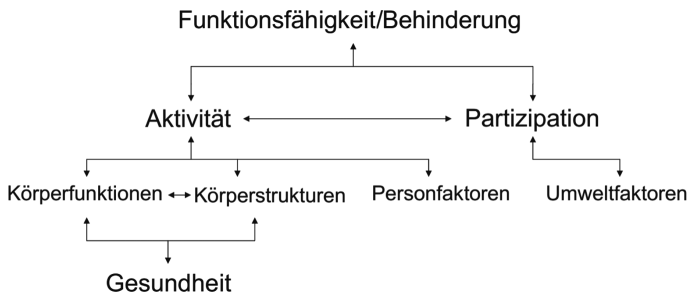 Funktionsfähigkeit/Behinderung
Aktivität Partizipation
Körperfunktionen Körperstrukturen Personfaktoren Umweltfaktoren
Gesundheit